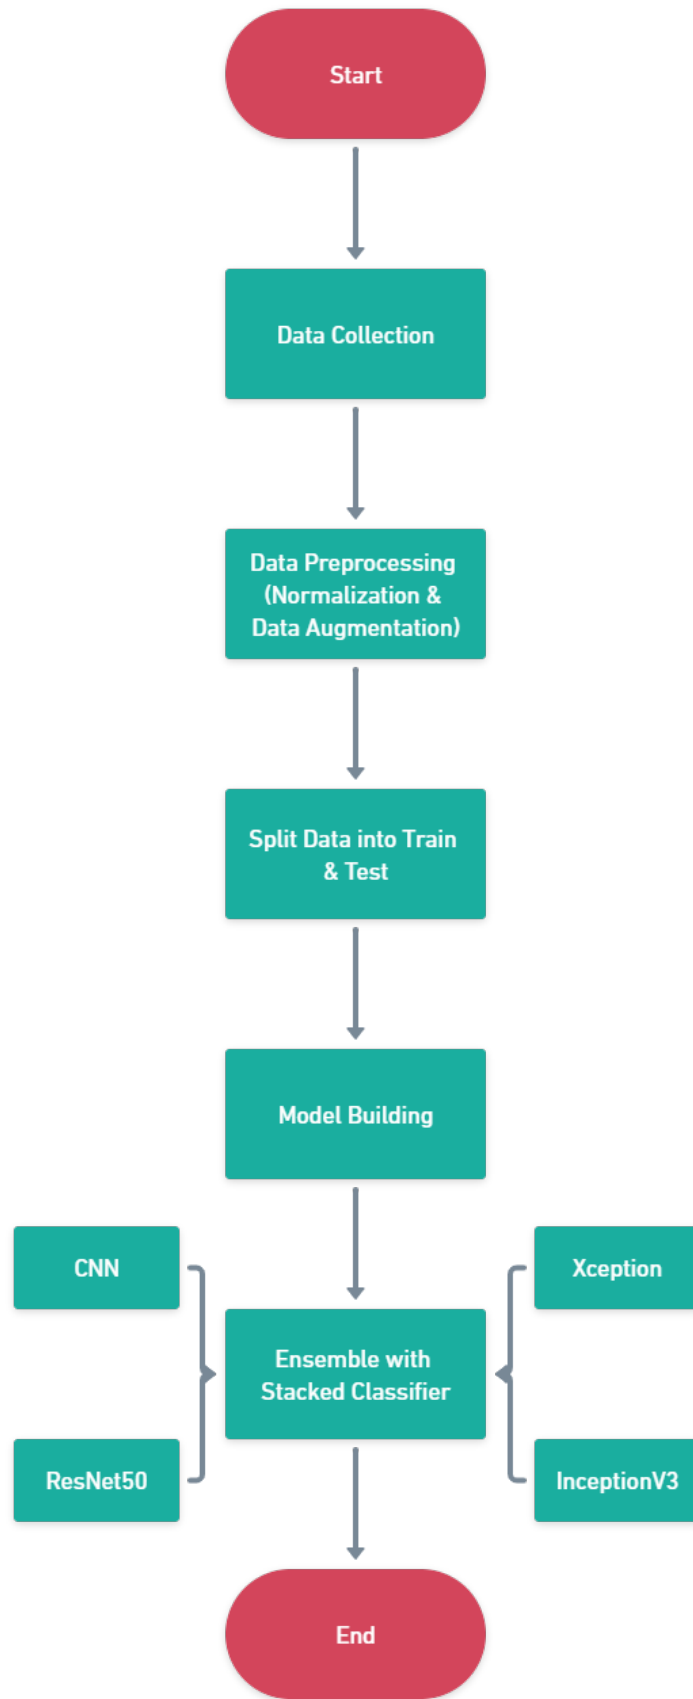 Start
Data Collection
Data Preprocessing
(Normalization &
Data Augmentation)
Split Data into Train
& Test
Model Building
CNN
Xception
Ensemble with
Stacked Classifier
ResNet50
InceptionV3
End